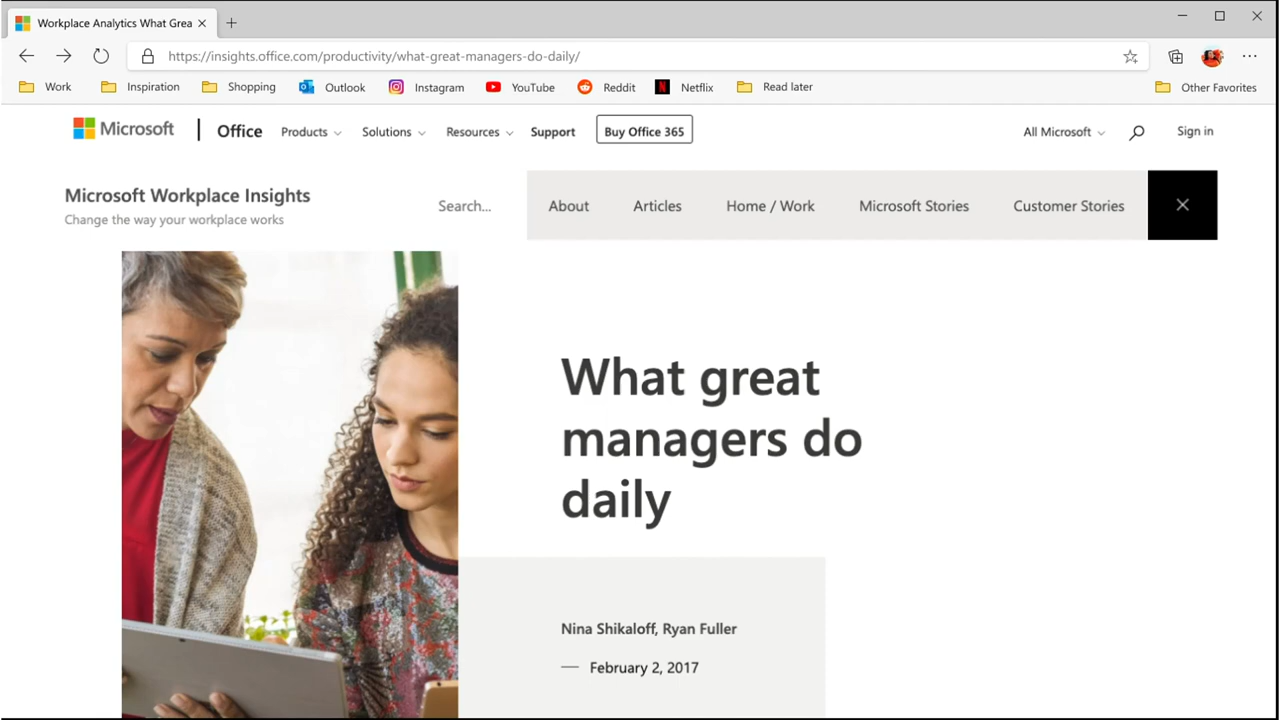 Workplace Analytics What Grea
https://insights.office.com/productivity/what-great-managers-do-daily/
Work Inspiration Shopping Outlook Instagram YouTube Reddit Netflix Read later Other Favorites
Microsoft Office Products Solutions Resources Support Buy Office 365 All Microsoft Sign in
Microsoft Workplace Insights
Change the way your workplace works
Search... About Articles Home / Work Microsoft Stories Customer Stories
What great
managers do
daily
Nina Shikaloff, Ryan Fuller
February 2, 2017